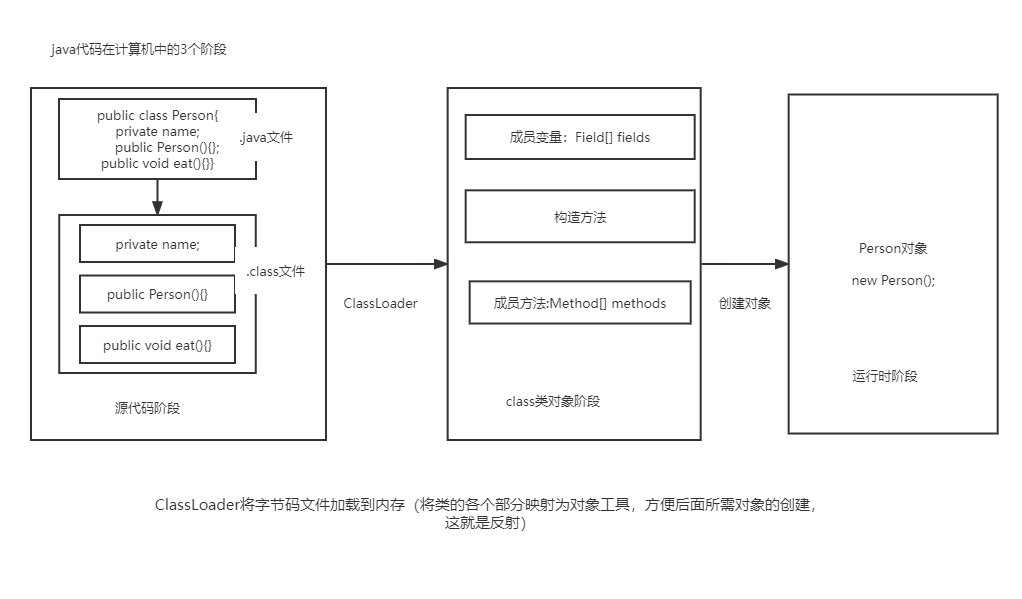 java代码在计算机中的3个阶段
public class Person{
private name;
public Person(){};
public void eat(){}}
.java文件
private name;
.class文件
public Person(){}
public void eat(){}
源代码阶段
ClassLoader
成员变量：Field[] fields
构造方法
成员方法:Method[] methods
class类对象阶段
创建对象
Person对象
new Person();
运行时阶段
ClassLoader将字节码文件加载到内存（将类的各个部分映射为对象工具，方便后面所需对象的创建，
这就是反射）